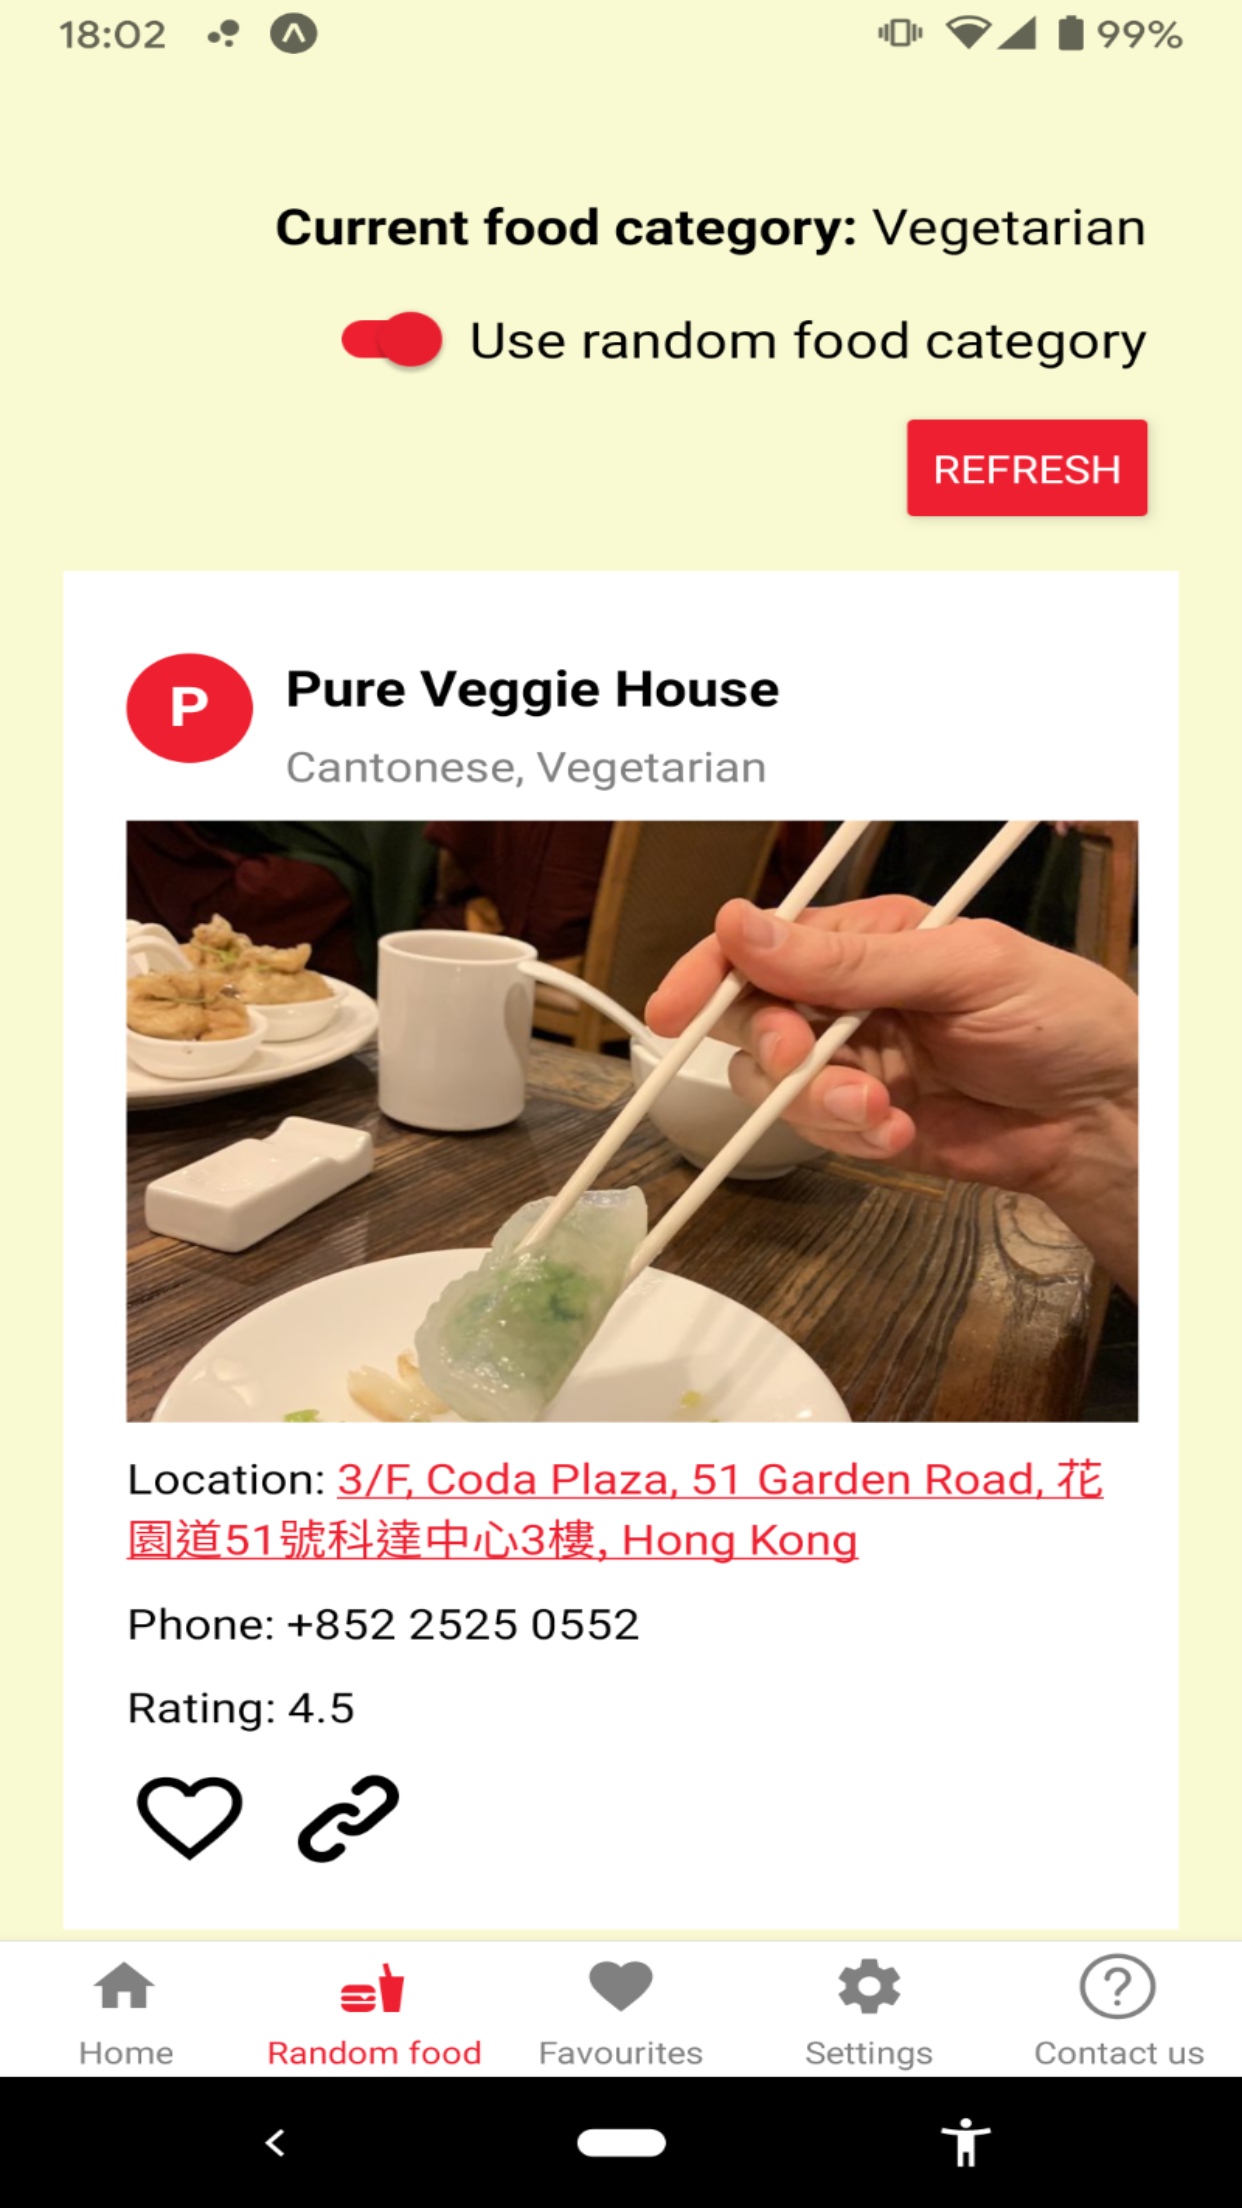 18:02 99%
Current food category: Vegetarian
Use random food category
REFRESH
P
Pure Veggie House
Cantonese, Vegetarian
Location: 3/F, Coda Plaza, 51 Garden Road, 花
園道51號科達中心3樓, Hong Kong
Phone: +852 2525 0552
Rating: 4.5
Home Random food Favourites Settings Contact us